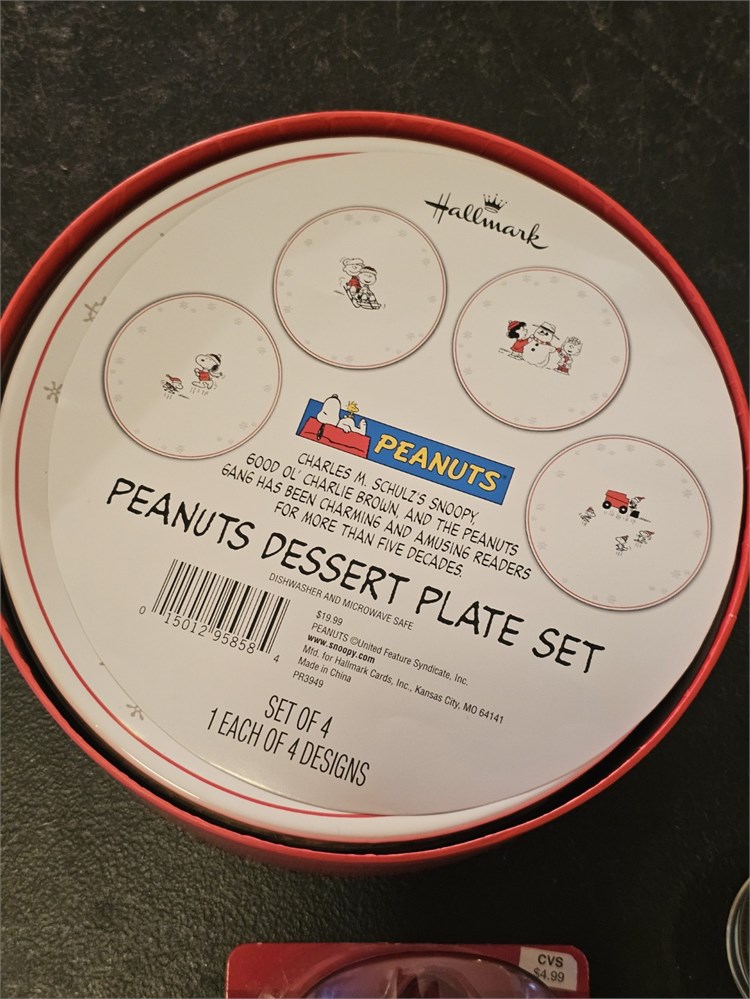 Hallmark
PEANUTS
CHARLES M. SCHULZ'S SNOOPY,
GOOD OL' CHARLIE BROWN, AND THE PEANUTS
GANG HAS BEEN CHARMING AND AMUSING READERS
FOR MORE THAN FIVE DECADES.
PEANUTS DESSERT PLATE SET
DISHWASHER AND MICROWAVE SAFE
0 15012 95858 4
$19.99
PEANUTS ©United Feature Syndicate, Inc.
www.snoopy.com
Mfd. for Hallmark Cards, Inc., Kansas City, MO 64141
Made in China
PR3949
SET OF 4
1 EACH OF 4 DESIGNS
CVS
$4.99